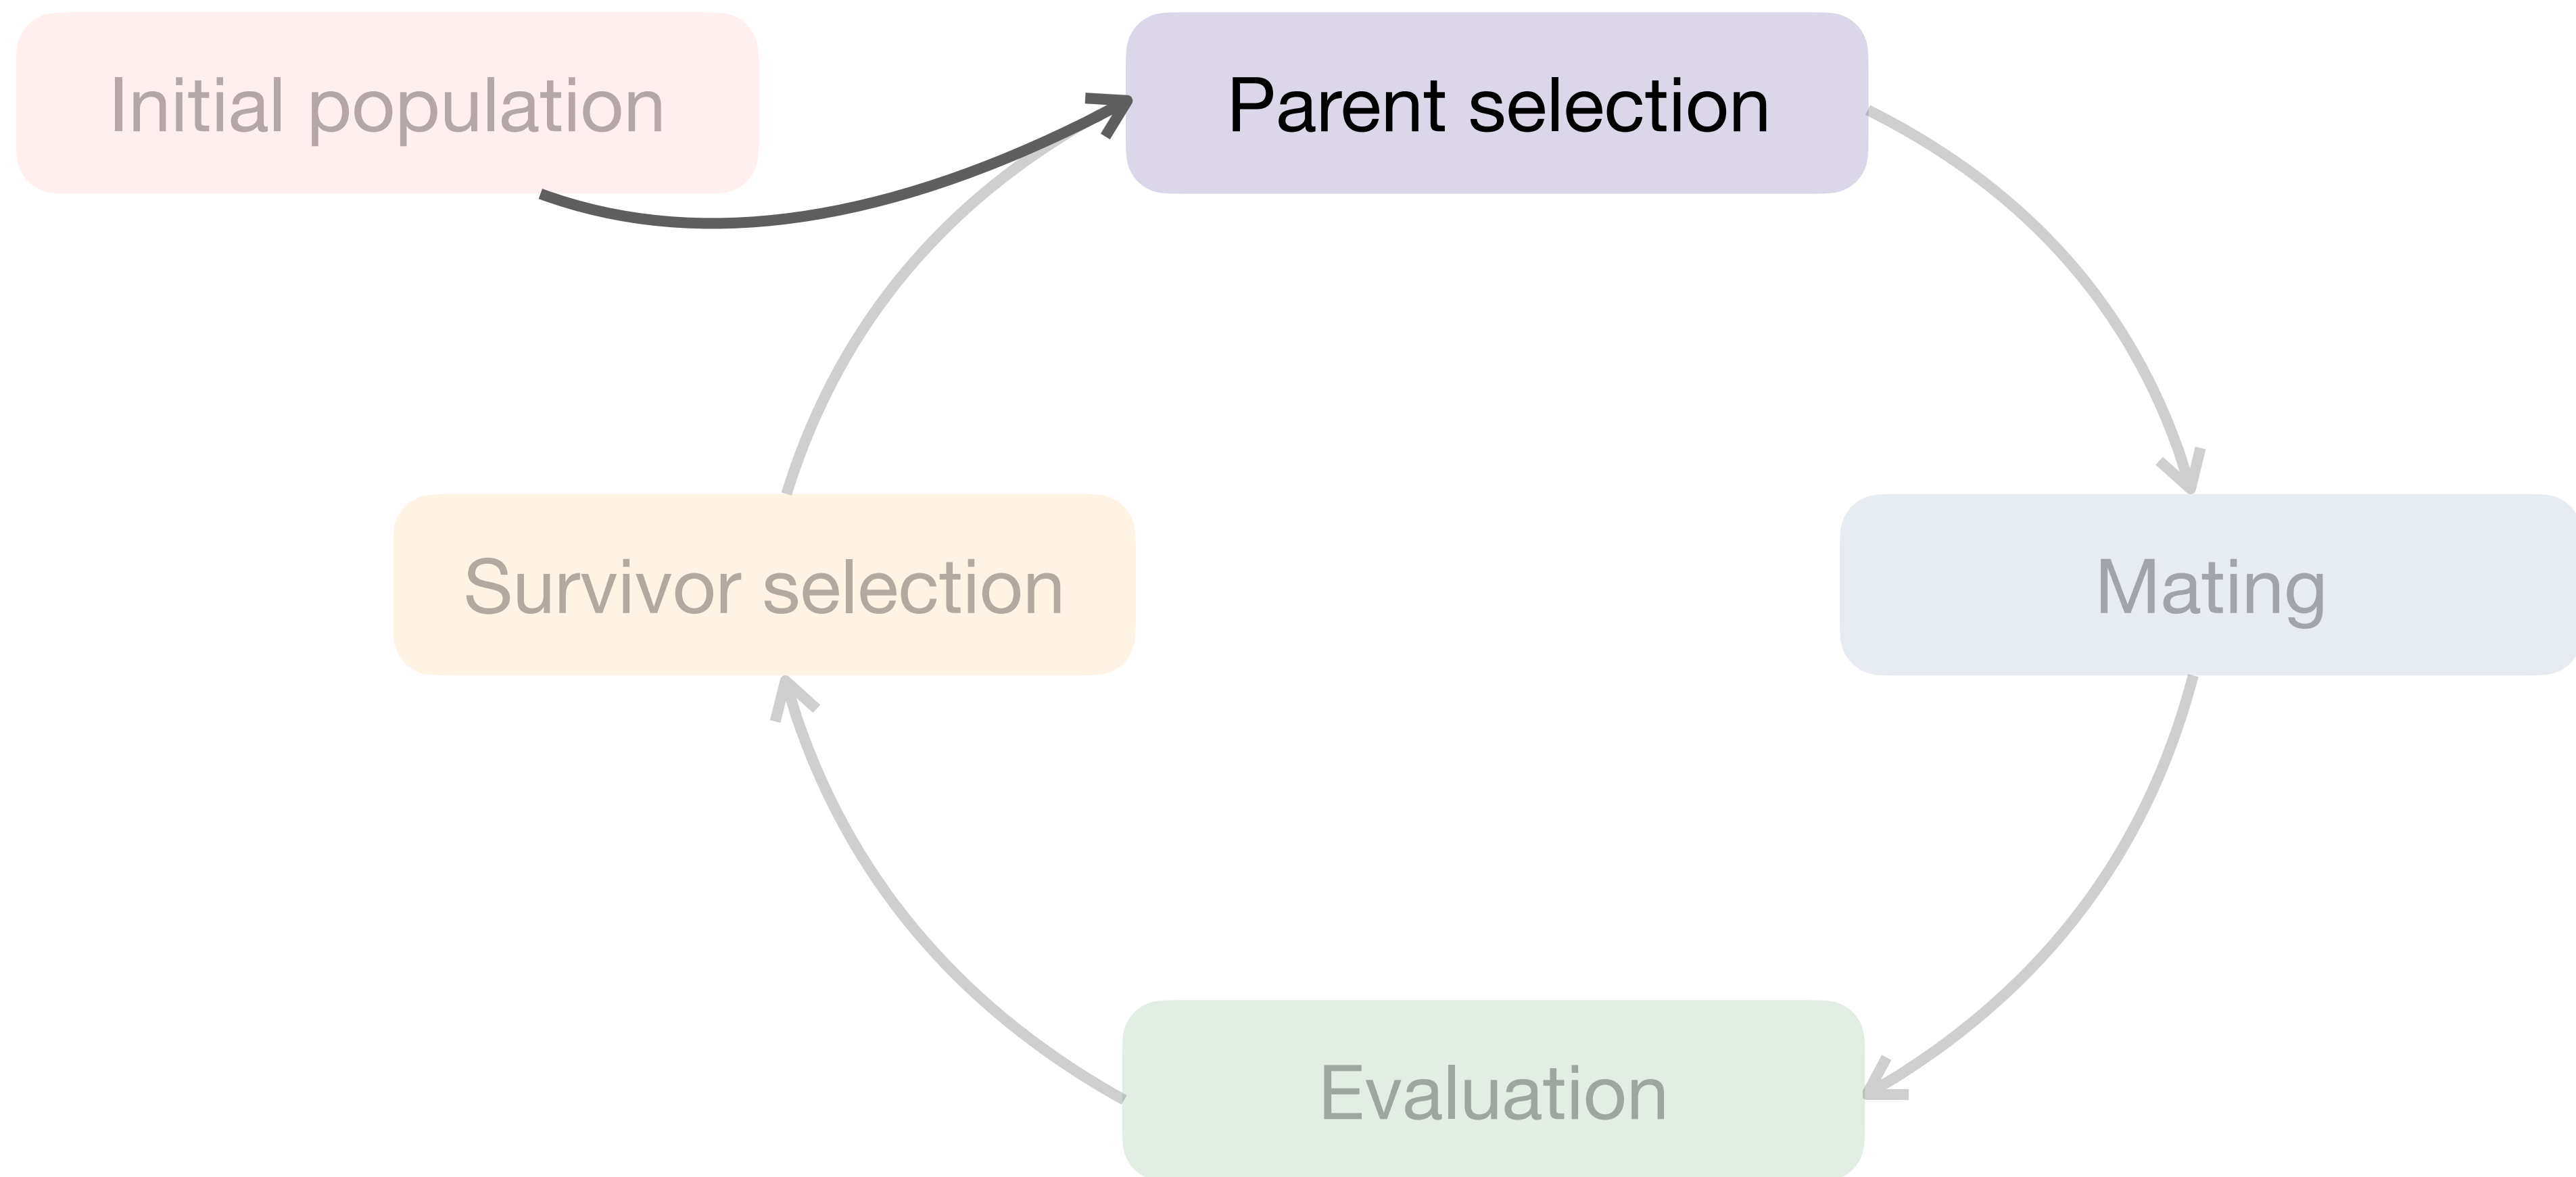 Initial population
Parent selection
Survivor selection
Mating
Evaluation